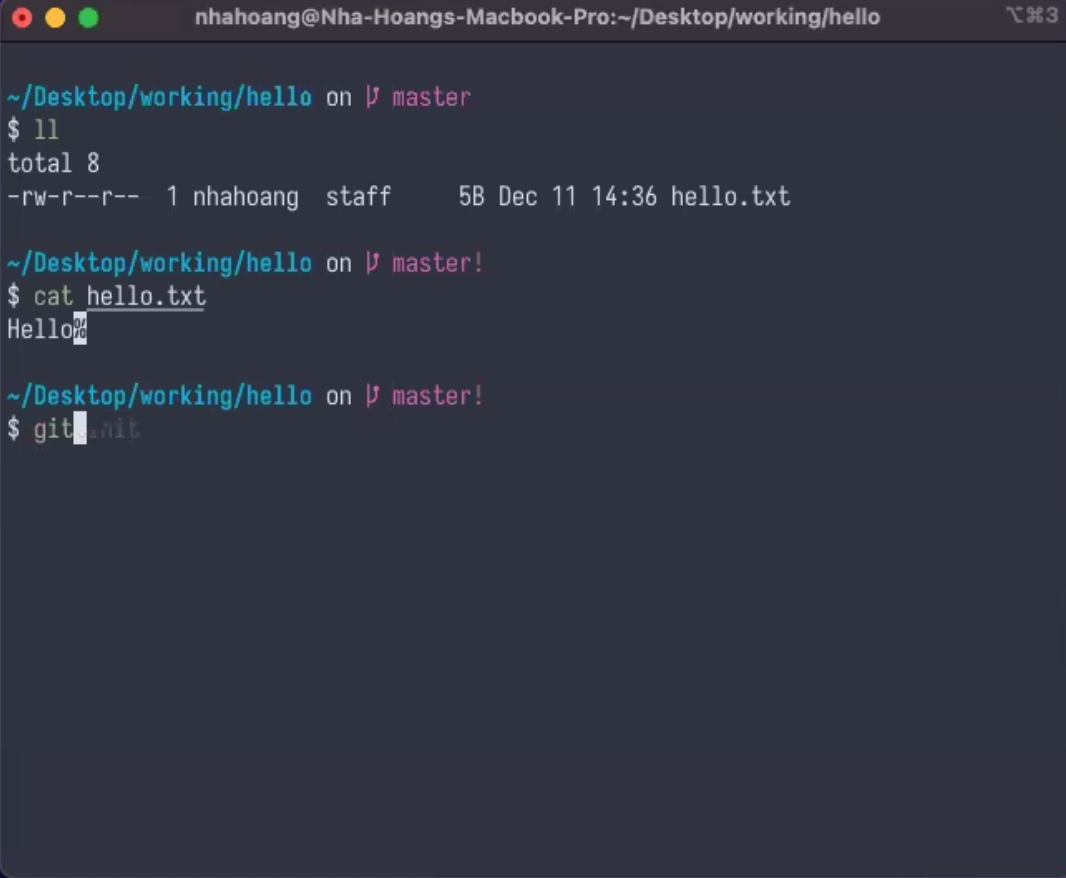 nhahoang@Nha-Hoangs-Macbook-Pro:~/Desktop/working/hello ⌥⌘3
~/Desktop/working/hello on master
$ ll
total 8
-rw-r--r-- 1 nhahoang staff 5B Dec 11 14:36 hello.txt
~/Desktop/working/hello on master!
$ cat hello.txt
Hello%
~/Desktop/working/hello on master!
$ git